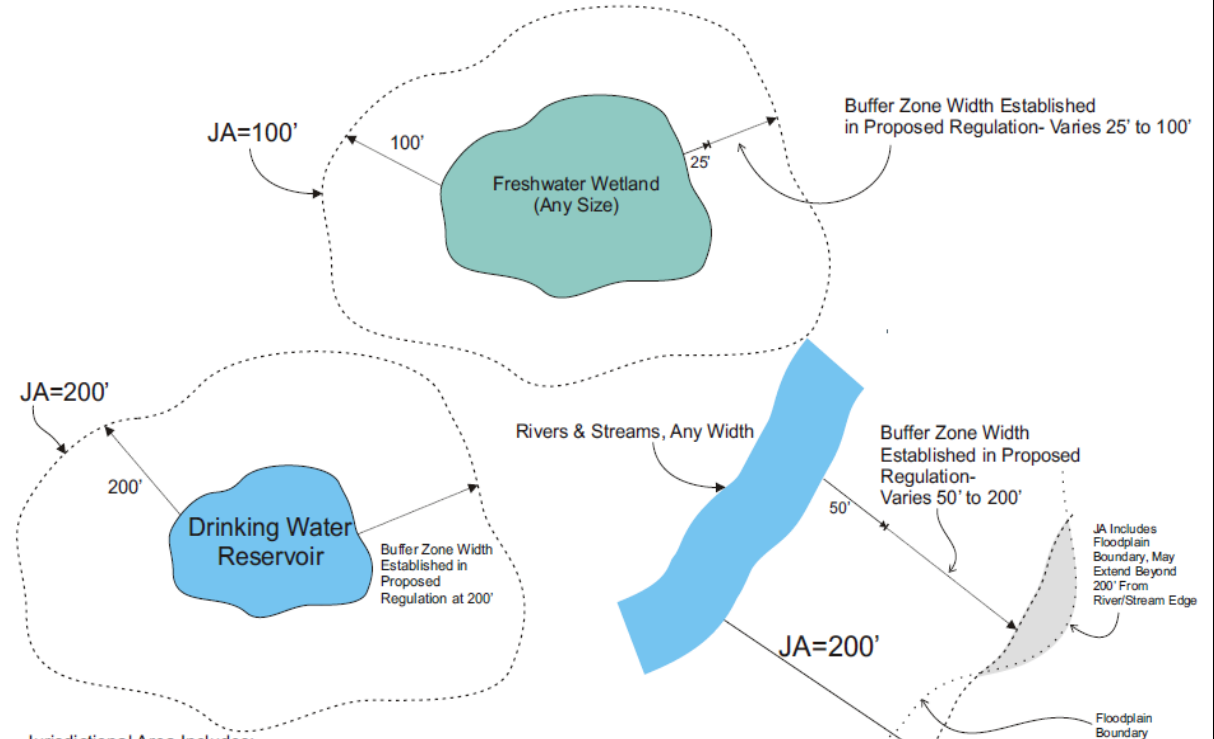 JA=100’
100’
25’
Freshwater Wetland
(Any Size)
Buffer Zone Width Established
in Proposed Regulation- Varies 25’ to 100’
JA=200’
200’
Drinking Water
Reservoir
Buffer Zone Width
Established in
Proposed
Regulation at 200’
Rivers & Streams, Any Width
Buffer Zone Width
Established in Proposed
Regulation-
Varies 50’ to 200’
50’
JA Includes
Floodplain
Boundary, May
Extend Beyond
200’ From
River/Stream Edge
JA=200’
Floodplain
Boundary
Jurisdictional Area Includes: